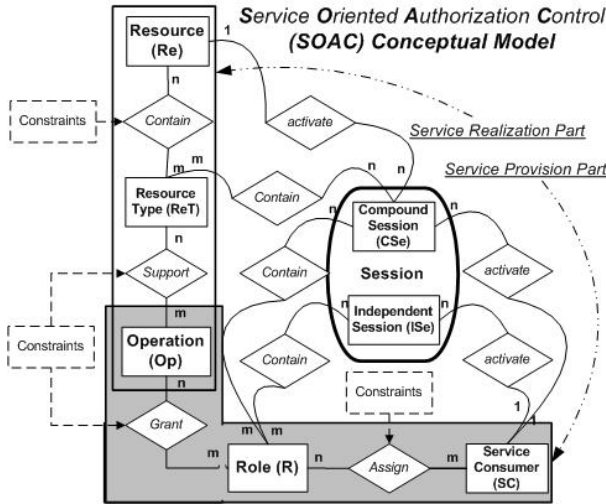 Service Oriented Authorization Control
(SOAC) Conceptual Model
Resource
(Re)
1
n
Constraints
Contain
activate
Service Realization Part
m
m
n
n
Service Provision Part
Resource
Type (ReT)
Contain
n
n
n
Compound
Session
(CSe)
Support
Contain
Session
activate
m
Constraints
Operation
(Op)
n
Independent
Session (ISe)
n
Contain
activate
n
Constraints
Grant
1
1
m
m
m
Role (R)
n
Assign
m
Service
Consumer
(SC)